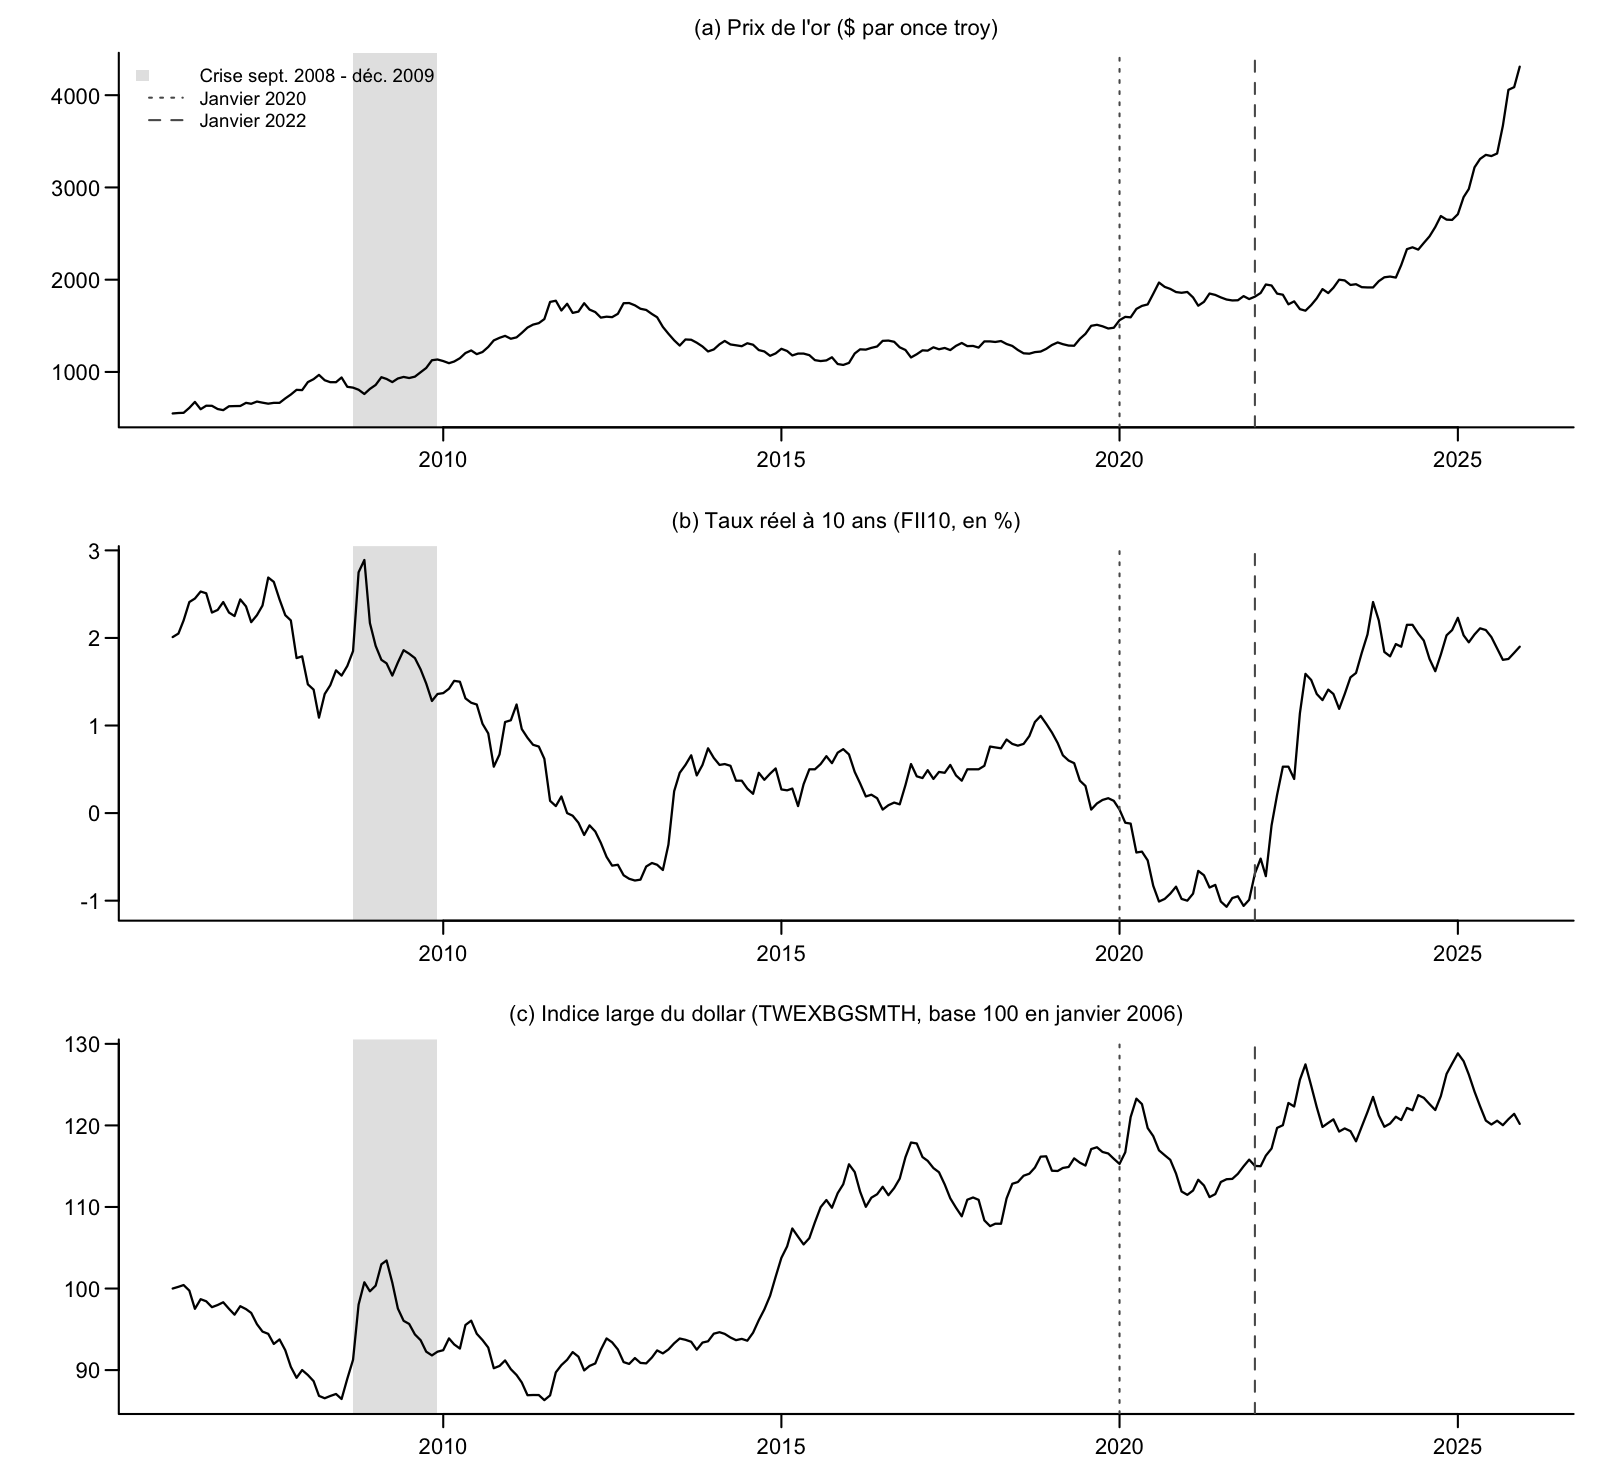 (a) Prix de l'or ($ par once troy)
Crise sept. 2008 - déc. 2009
Janvier 2020
Janvier 2022
4000
3000
2000
1000
2010 2015 2020 2025
(b) Taux réel à 10 ans (FII10, en %)
3
2
1
0
-1
2010 2015 2020 2025
(c) Indice large du dollar (TWEXBGSMTH, base 100 en janvier 2006)
130
120
110
100
90
2010 2015 2020 2025